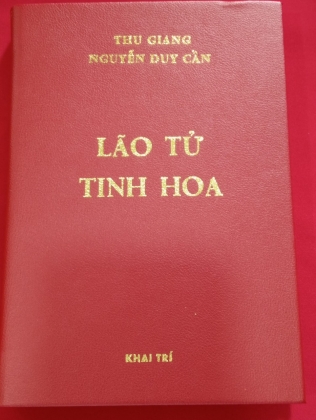 THU GIANG
NGUYỄN DUY CẦN
LÃO TỬ
TINH HOA
KHAI TRÍ